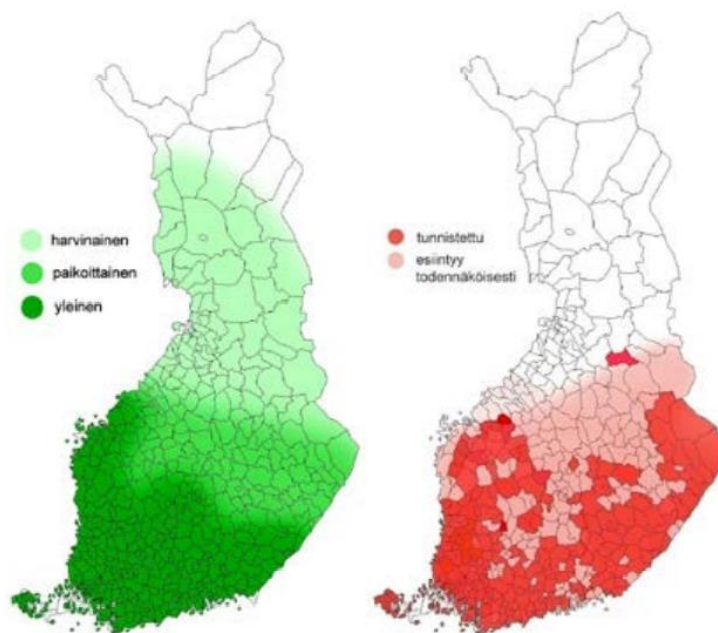 harvinainen
paikoittainen
yleinen
tunnistettu
esiintyy
todennäköisesti